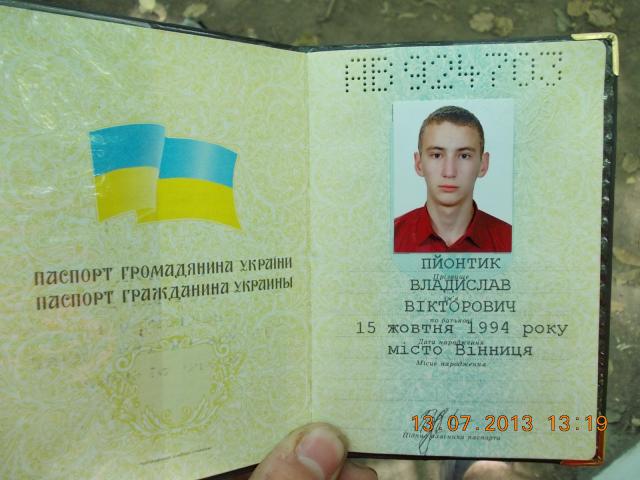 ПАСПОРТ ГРОМАДЯНИНА УКРАЇНИ
ПАСПОРТ ГРАЖДАНИНА УКРАИНЫ
АВ 924703
ПЙОНТИК
Прізвище
ВЛАДИСЛАВ
Ім'я
ВІКТОРОВИЧ
по батькові
15 жовтня 1994 року
Дата народження
місто Вінниця
Місце народження
Підпис власника паспорта
13.07.2013 13:19